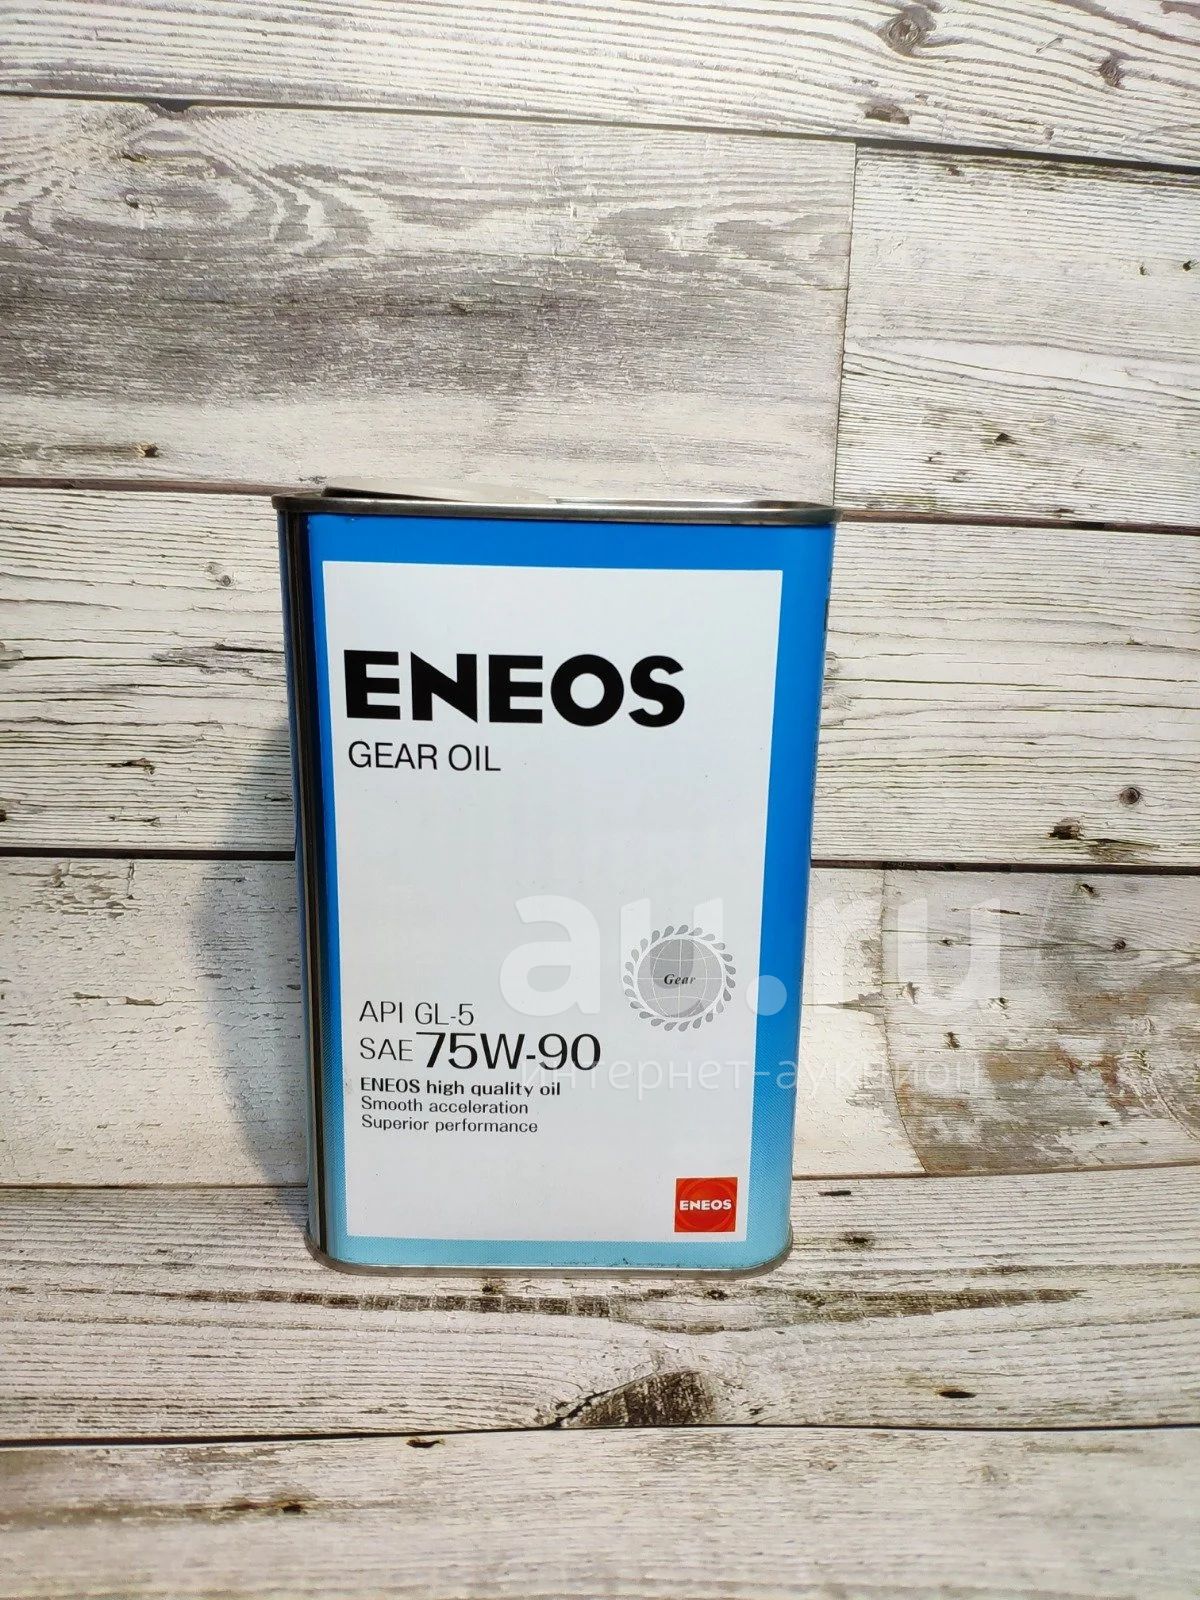 ENEOS
GEAR OIL
au.ru
Gear
API GL-5
SAE 75W-90
интернет-аукцион
ENEOS high quality oil
Smooth acceleration
Superior performance
ENEOS